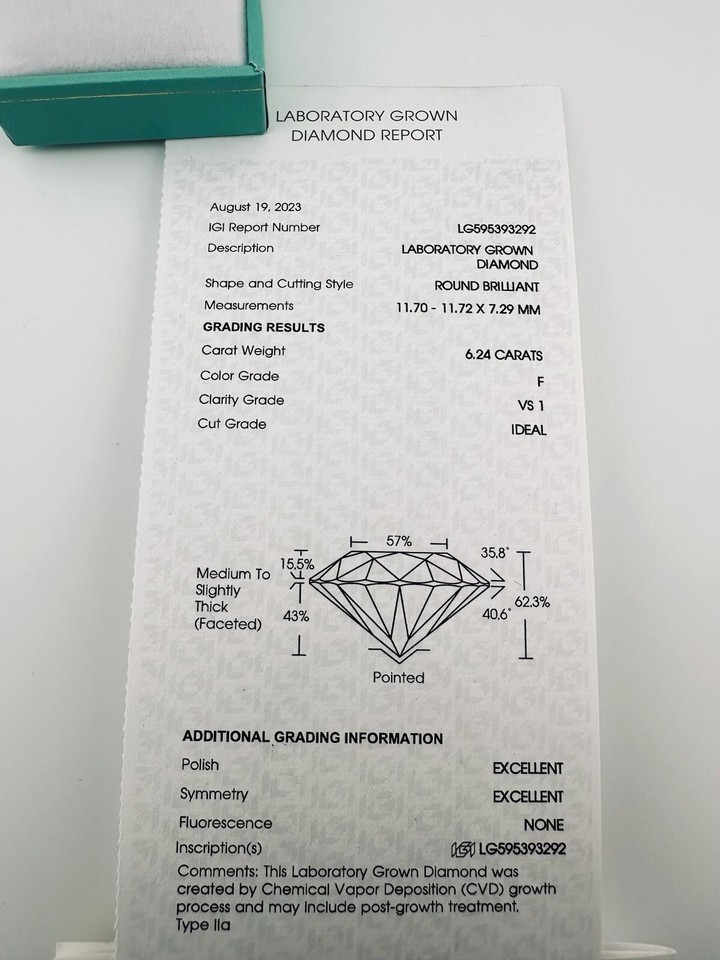 LABORATORY GROWN
DIAMOND REPORT
August 19, 2023
IGI Report Number LG595393292
Description LABORATORY GROWN
DIAMOND
Shape and Cutting Style ROUND BRILLIANT
Measurements 11.70 - 11.72 X 7.29 MM
GRADING RESULTS
Carat Weight 6.24 CARATS
Color Grade F
Clarity Grade VS 1
Cut Grade IDEAL
57%
15.5% 35.8°
Medium To
Slightly
Thick
(Faceted)
43% 40.6° 62.3%
Pointed
ADDITIONAL GRADING INFORMATION
Polish EXCELLENT
Symmetry EXCELLENT
Fluorescence NONE
Inscription(s) IGI LG595393292
Comments: This Laboratory Grown Diamond was
created by Chemical Vapor Deposition (CVD) growth
process and may include post-growth treatment.
Type IIa